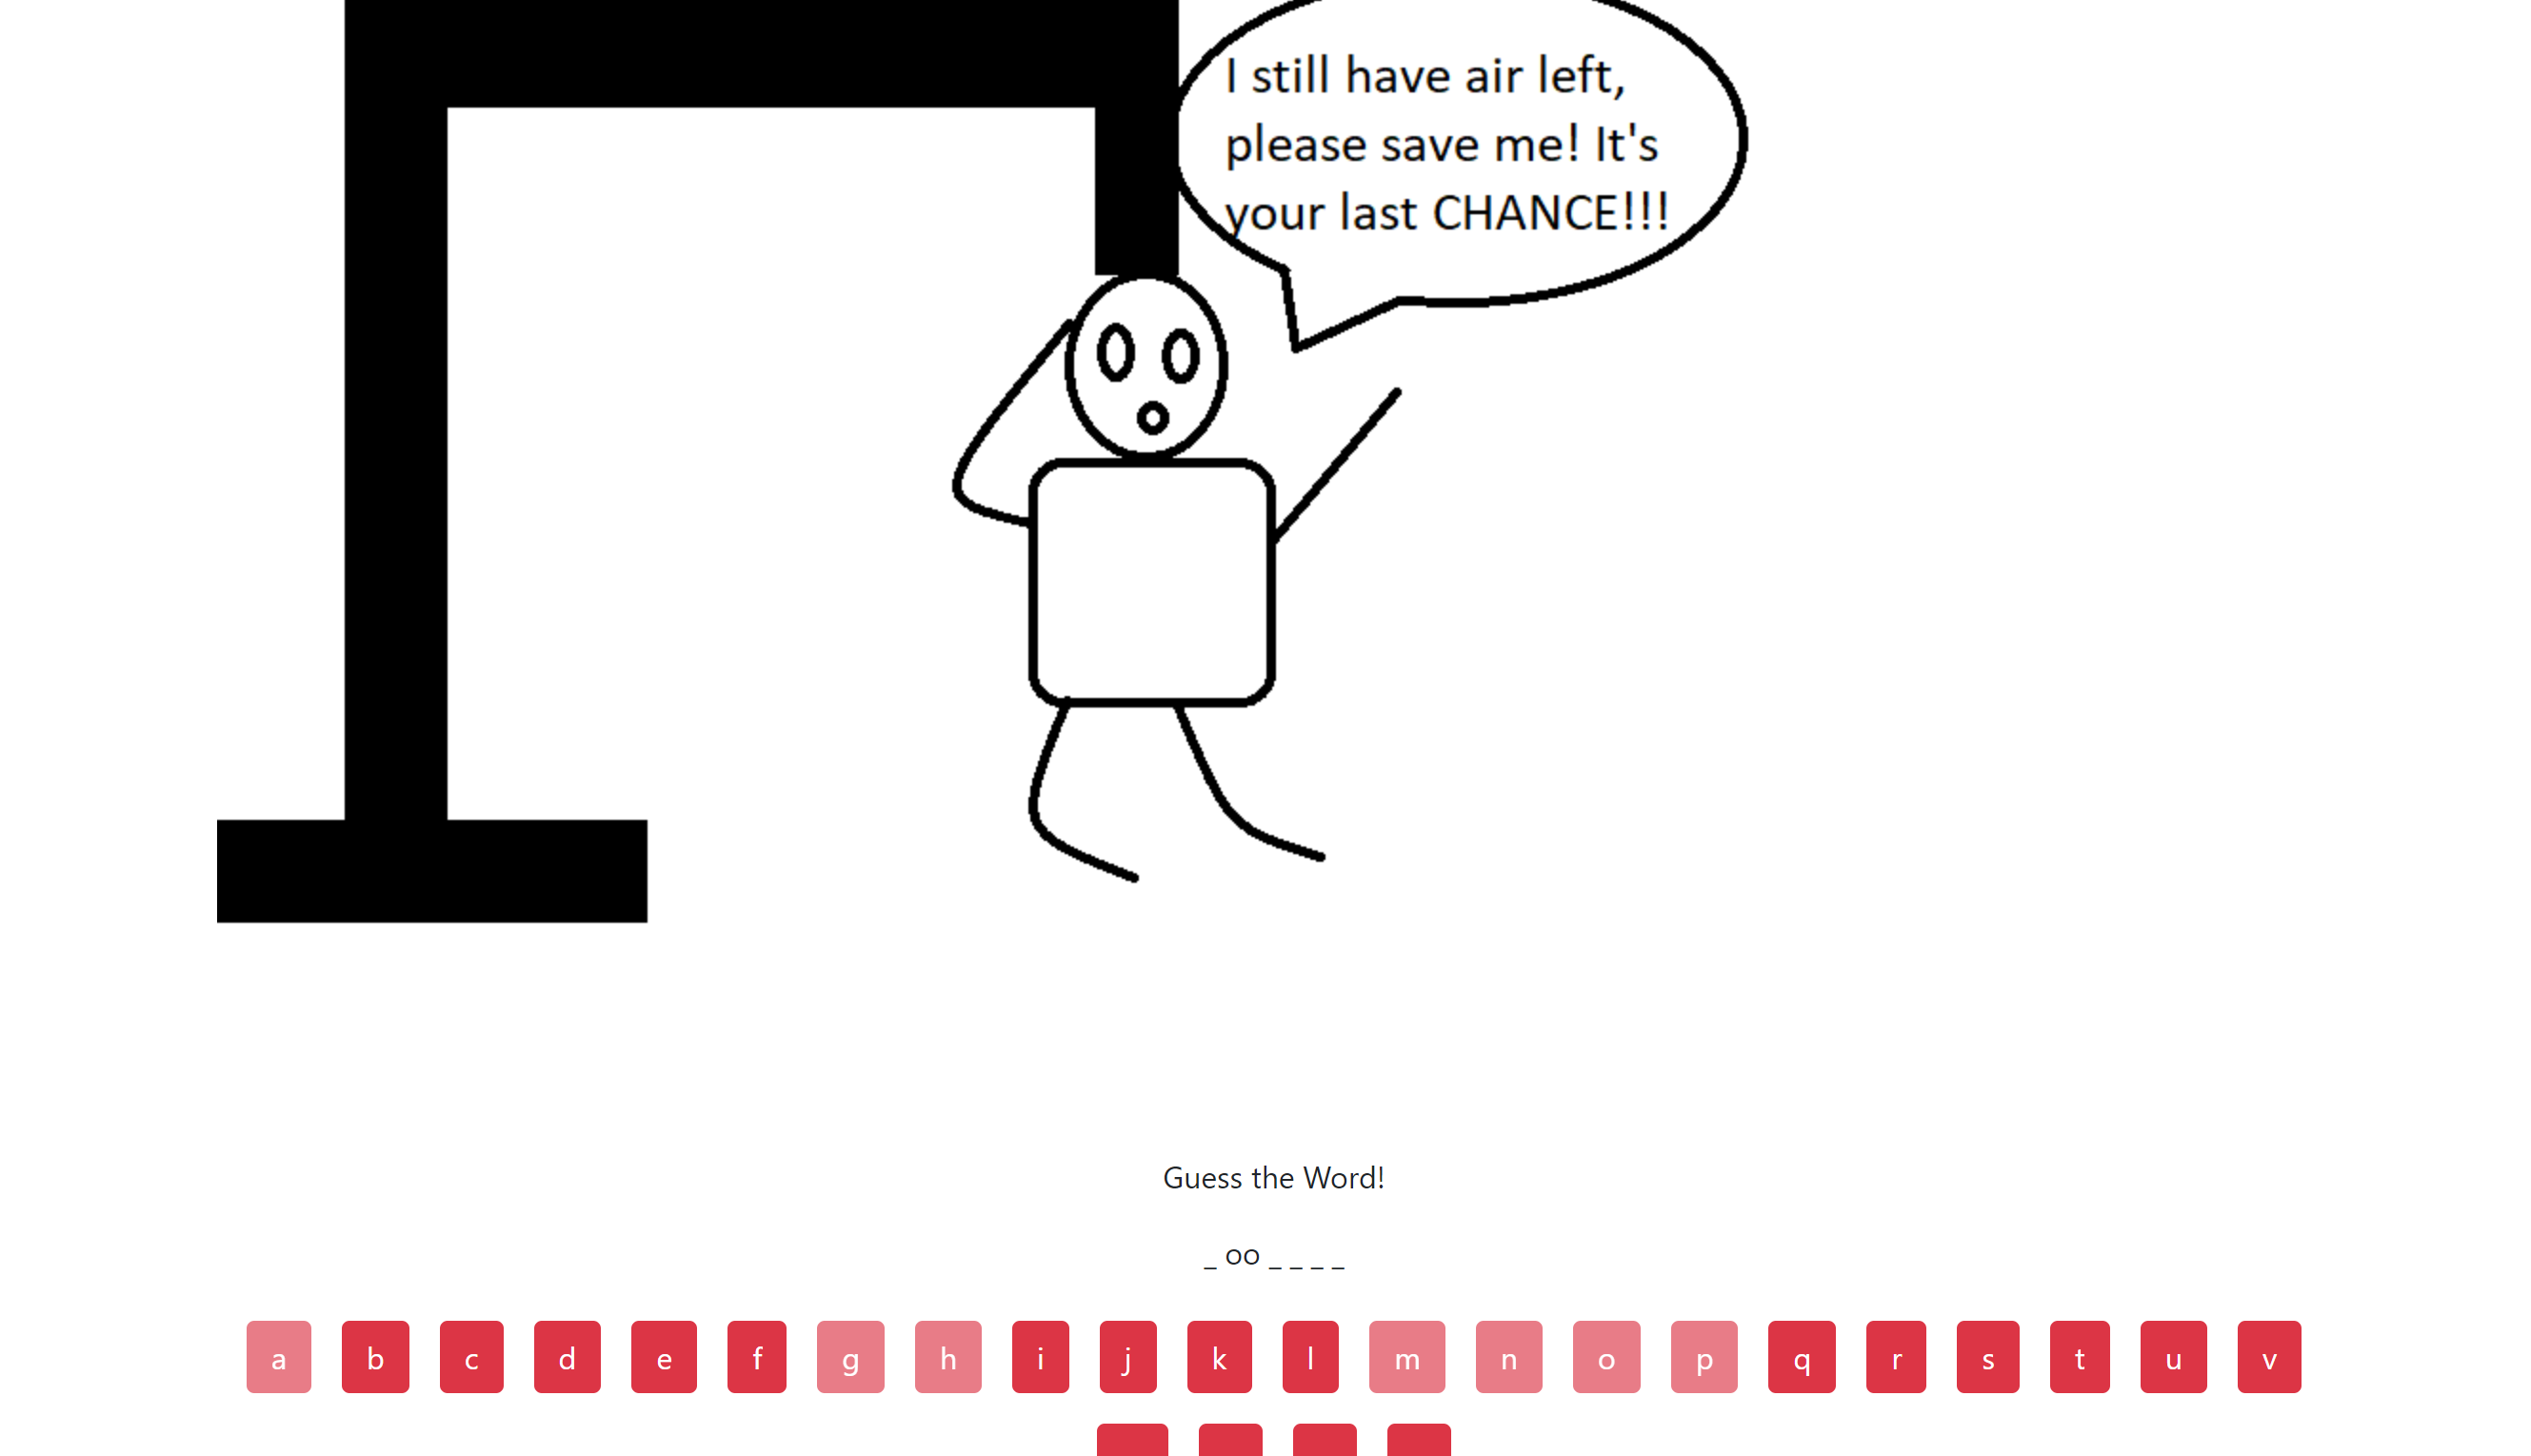 I still have air left,
please save me! It's
your last CHANCE!!!
Guess the Word!
_ oo _ _ _ _
a b c d e f g h i j k l m n o p q r s t u v